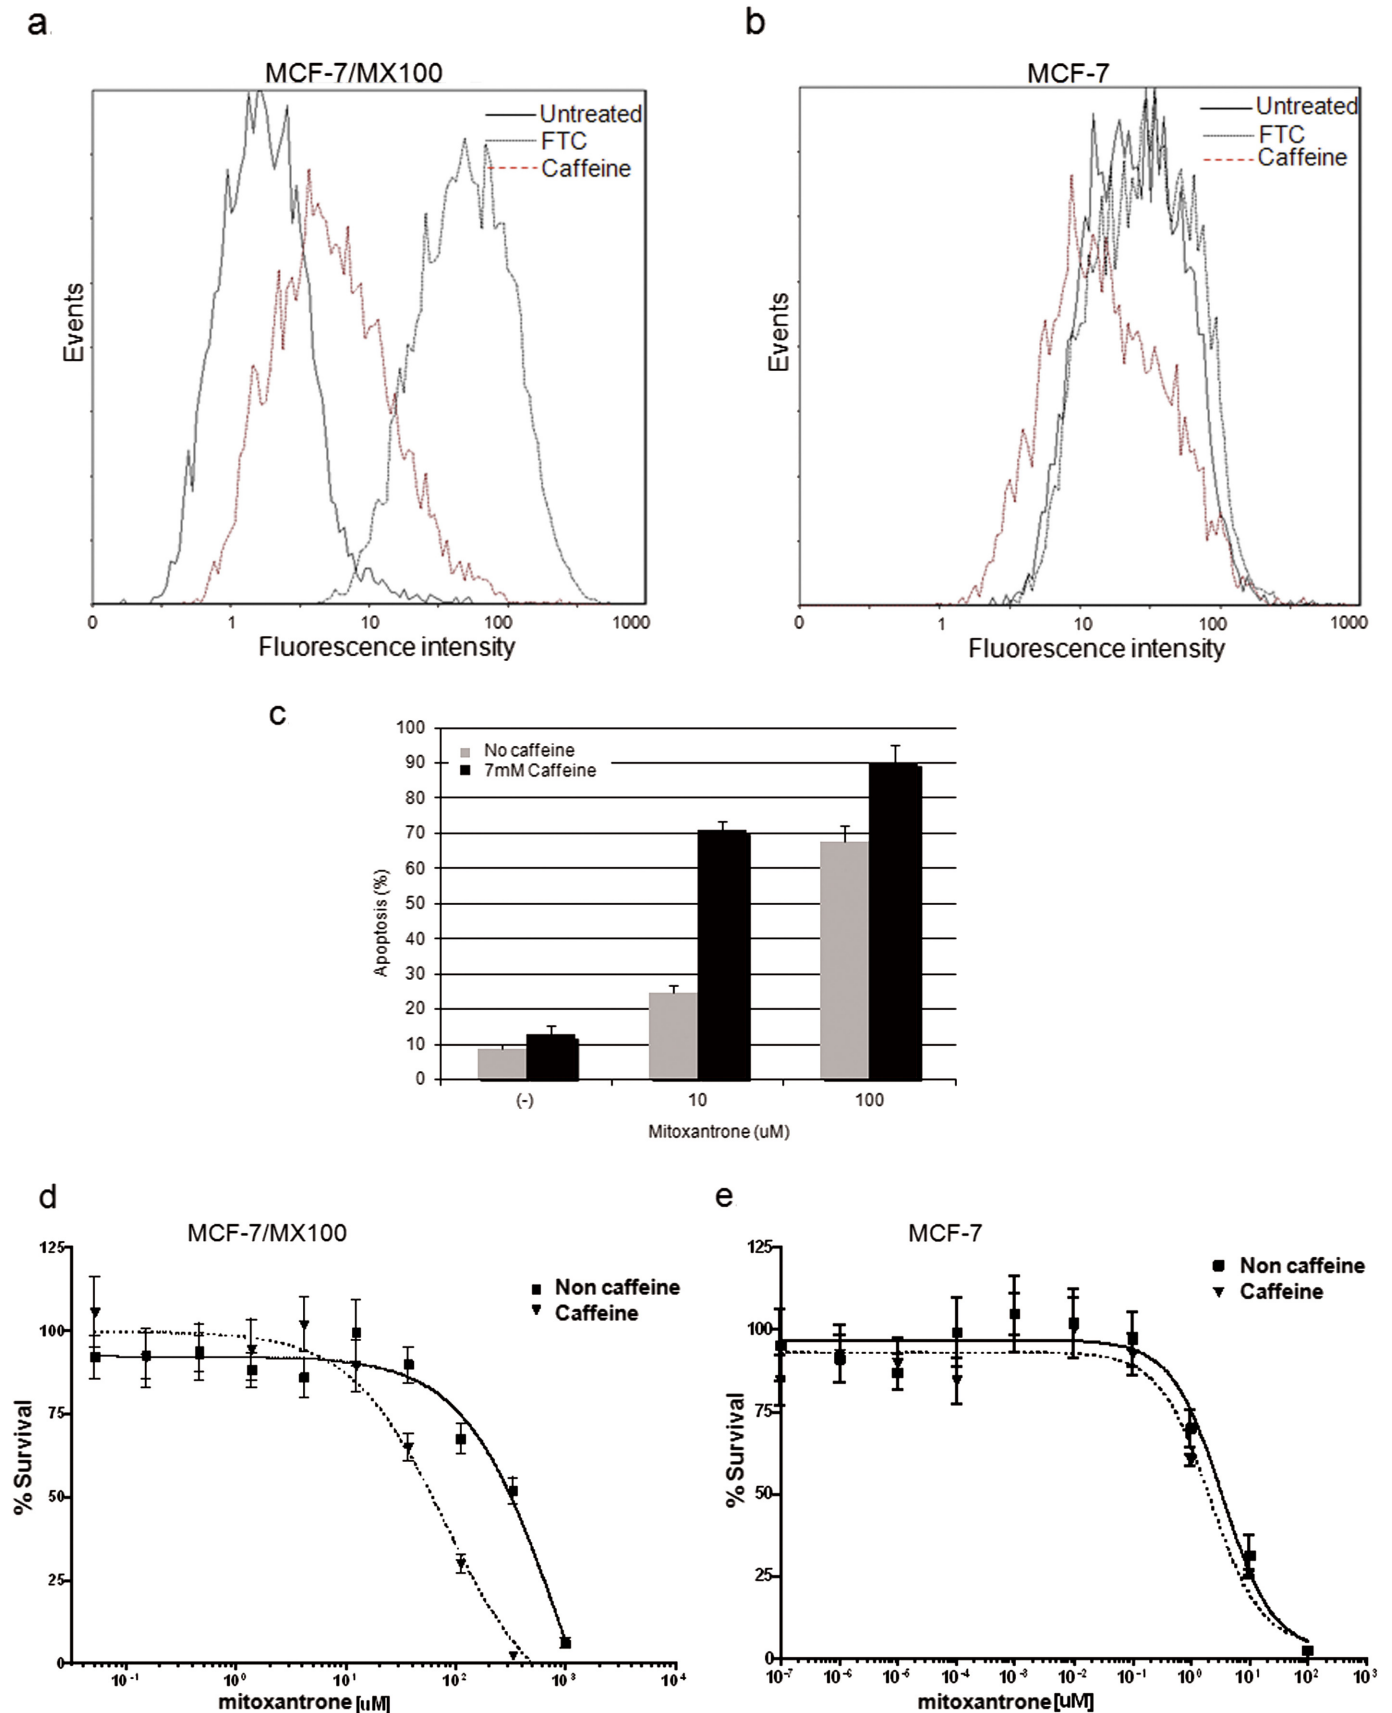 a
MCF-7/MX100
Untreated
FTC
Caffeine
Events
0 1 10 100 1000
Fluorescence intensity
b
MCF-7
Untreated
FTC
Caffeine
Events
0 1 10 100 1000
Fluorescence intensity
c
No caffeine
7mM Caffeine
100
90
80
70
60
50
40
30
20
10
0
Apoptosis (%)
(-) 10 100
Mitoxantrone (uM)
d
MCF-7/MX100
Non caffeine
Caffeine
125
100
75
50
25
0
% Survival
10⁻¹ 10⁰ 10¹ 10² 10³ 10⁴
mitoxantrone [uM]
e
MCF-7
Non caffeine
Caffeine
125
100
75
50
25
0
% Survival
10⁻⁷ 10⁻⁶ 10⁻⁵ 10⁻⁴ 10⁻³ 10⁻² 10⁻¹ 10⁰ 10¹ 10² 10³
mitoxantrone[uM]